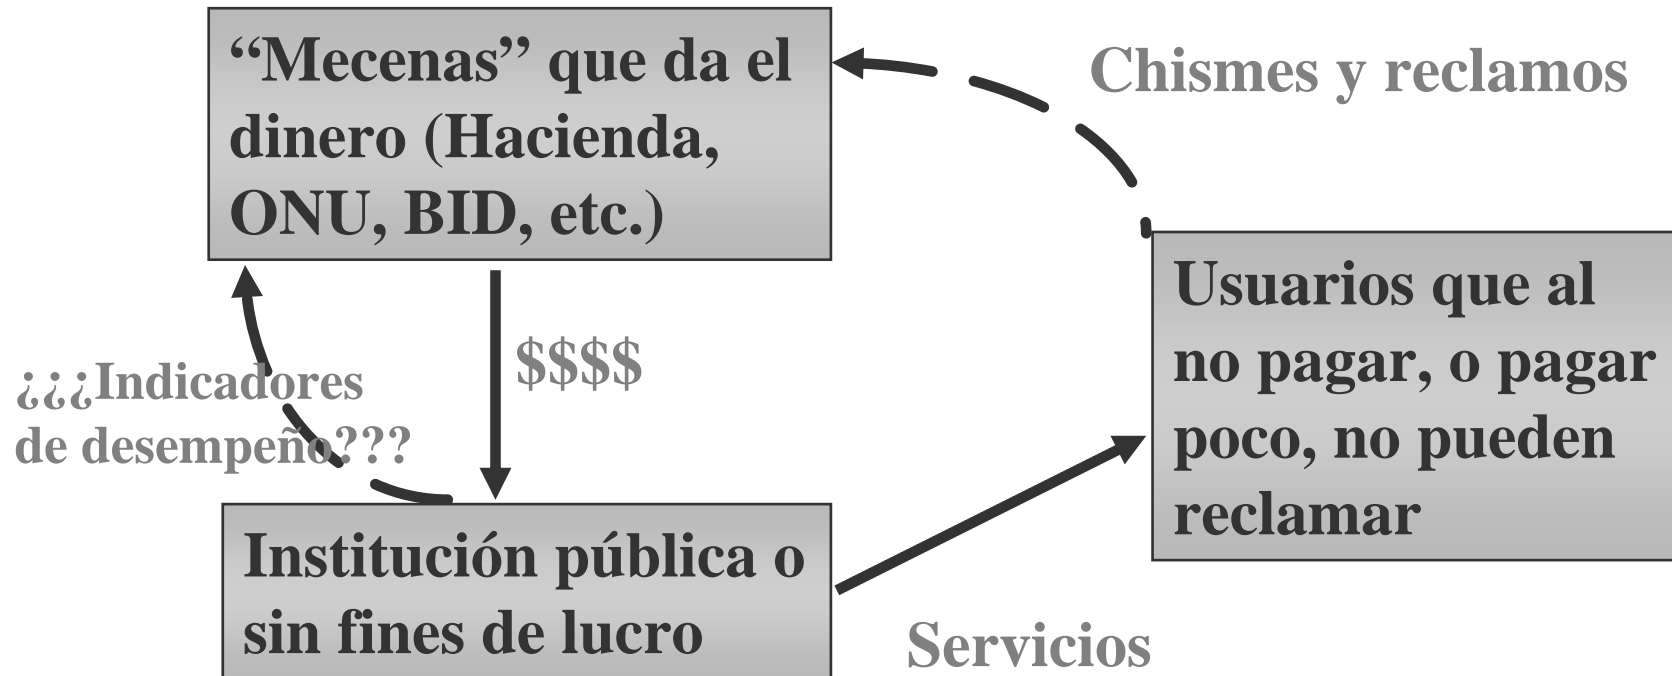 “Mecenas” que da el
dinero (Hacienda,
ONU, BID, etc.)
Chismes y reclamos
Usuarios que al
no pagar, o pagar
poco, no pueden
reclamar
$$$$
¿¿¿Indicadores
de desempeño???
Institución pública o
sin fines de lucro
Servicios